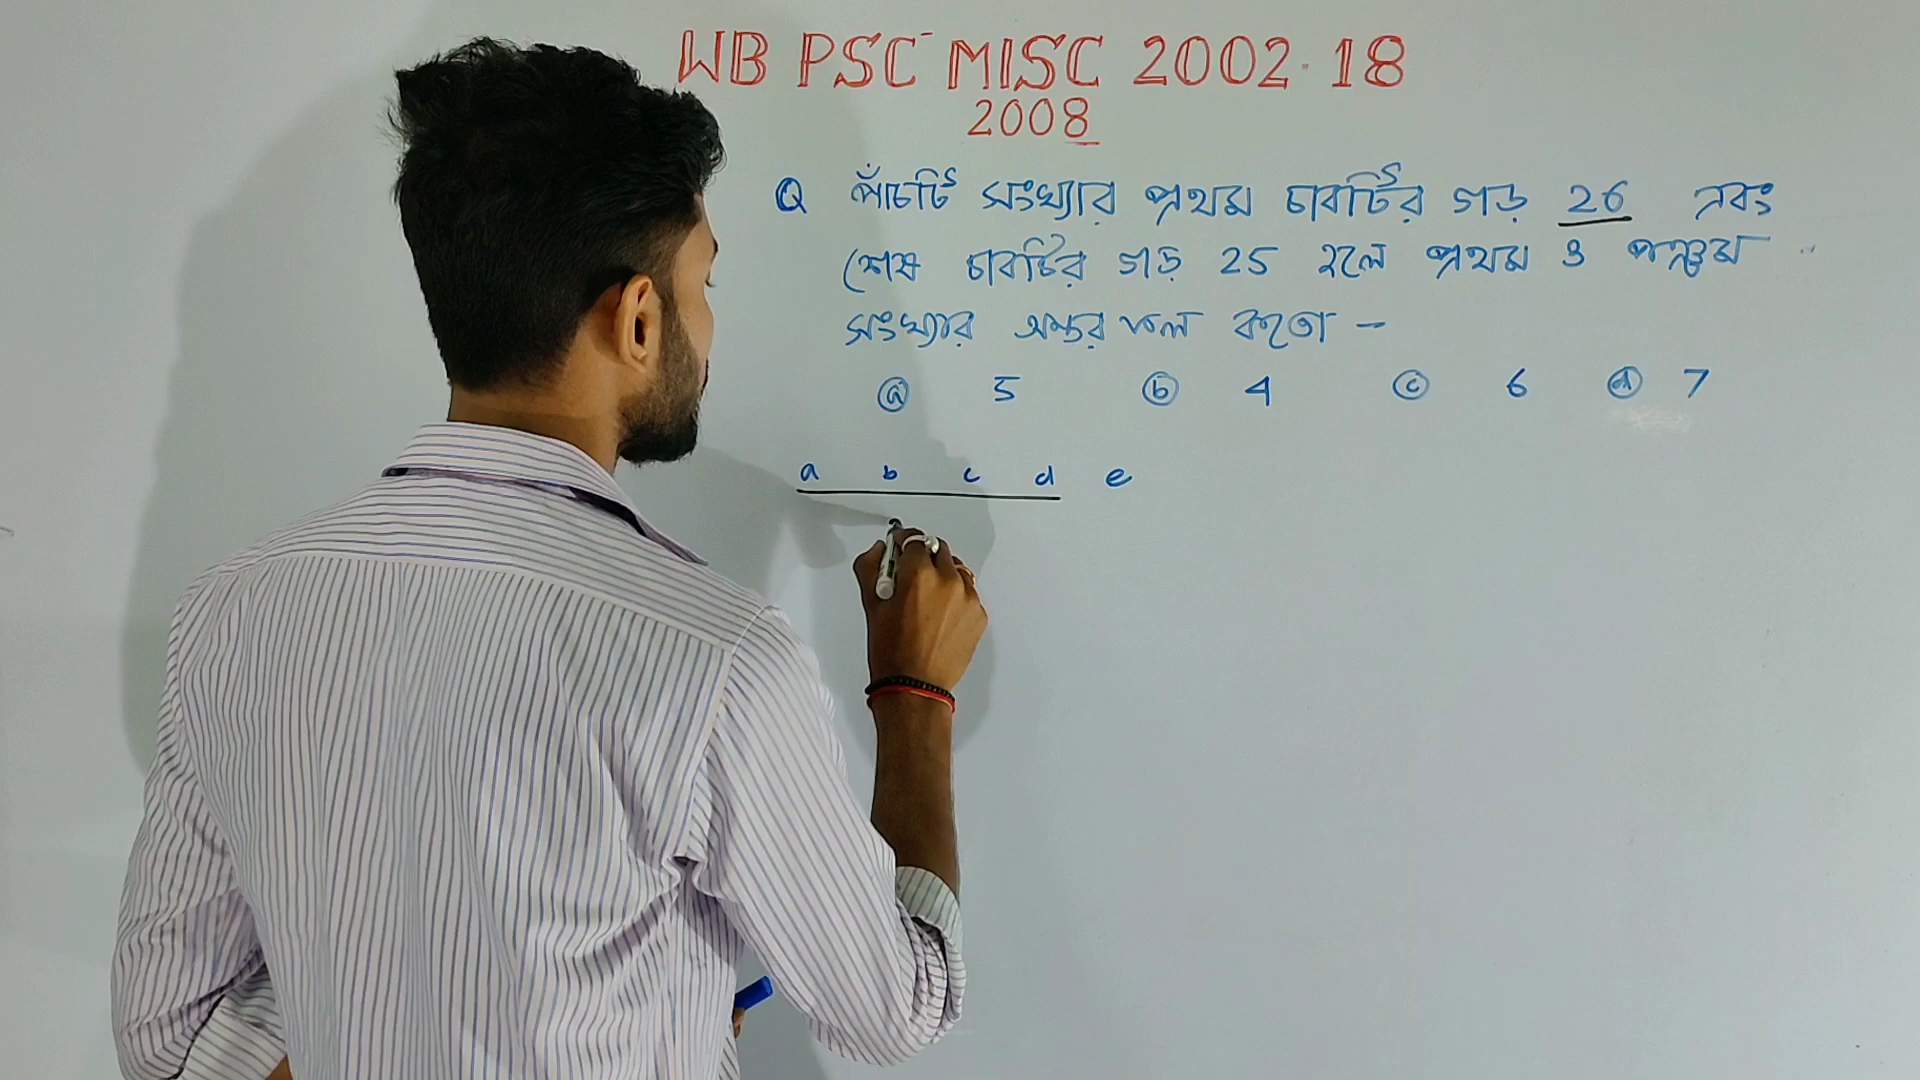 WB PSC MISC 2002-18
2008
Q পাঁচটি সংখ্যার প্রথম চারটির গড় 26 এবং
শেষ চারটির গড় 25 হলে প্রথম ও পঞ্চম
সংখ্যার অন্তর ফল কতো —
(a) 5 (b) 4 (c) 6 (d) 7
a b c d e